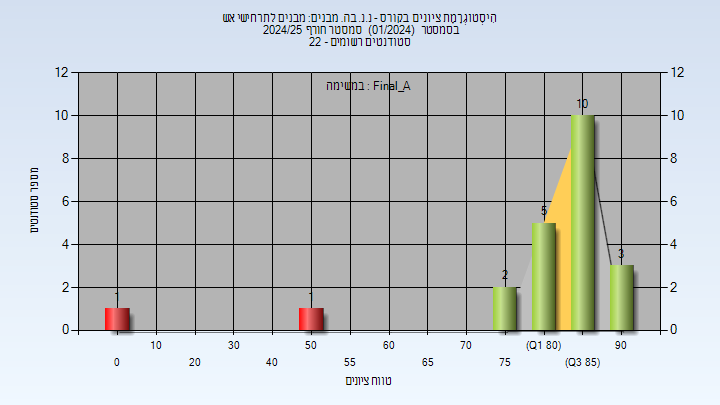 היסטוגרמת ציונים בקורס - נ.נ. בה. מבנים: מבנים לתרחישי אש
בסמסטר (01/2024) סמסטר חורף 2024/25
סטודנטים רשומים - 22
במשימה : Final_A
12 12
10 10
8 8
6 6
4 4
2 2
0 0
1 1 2 5 10 3
מספר סטודנטים
10 30 50 60 70 (Q1 80) 90
0 20 40 55 65 75 (Q3 85)
טווח ציונים